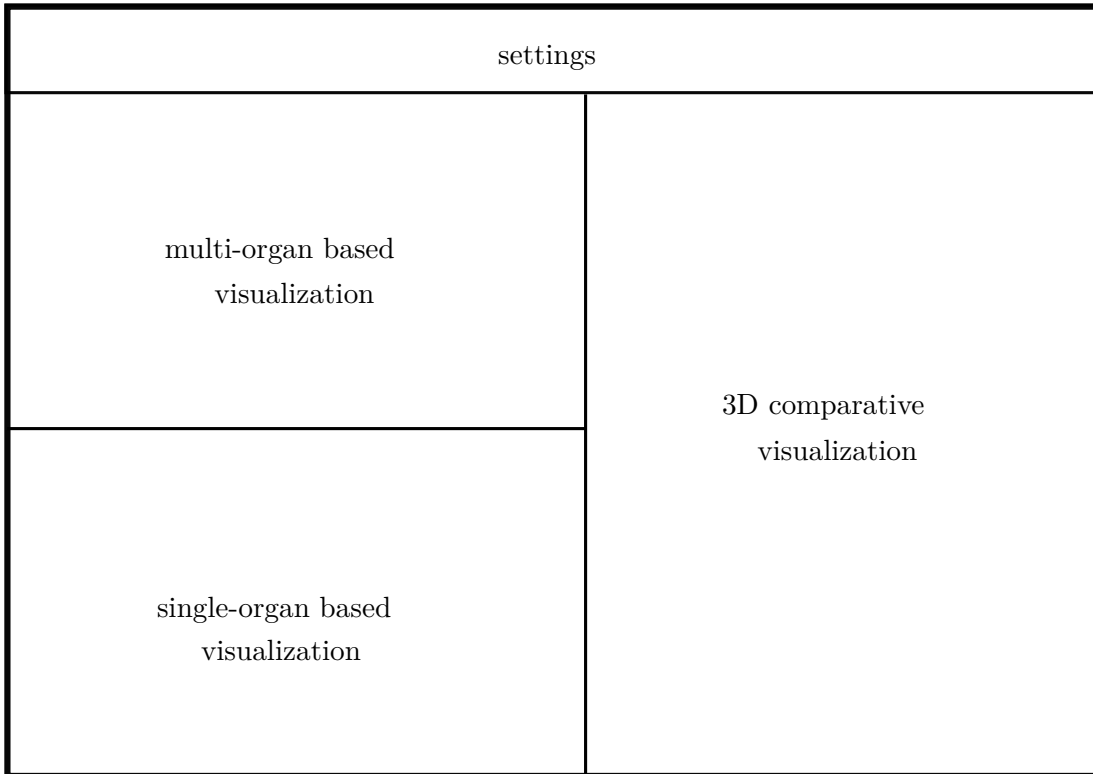 settings
multi-organ based
visualization
3D comparative
visualization
single-organ based
visualization